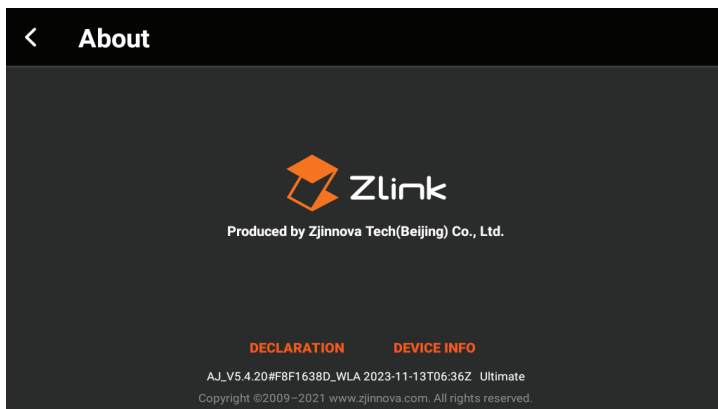 About
Zlink
Produced by Zjinnova Tech(Beijing) Co., Ltd.
DECLARATION DEVICE INFO
AJ_V5.4.20#F8F1638D_WLA 2023-11-13T06:36Z Ultimate
Copyright ©2009–2021 www.zjinnova.com. All rights reserved.